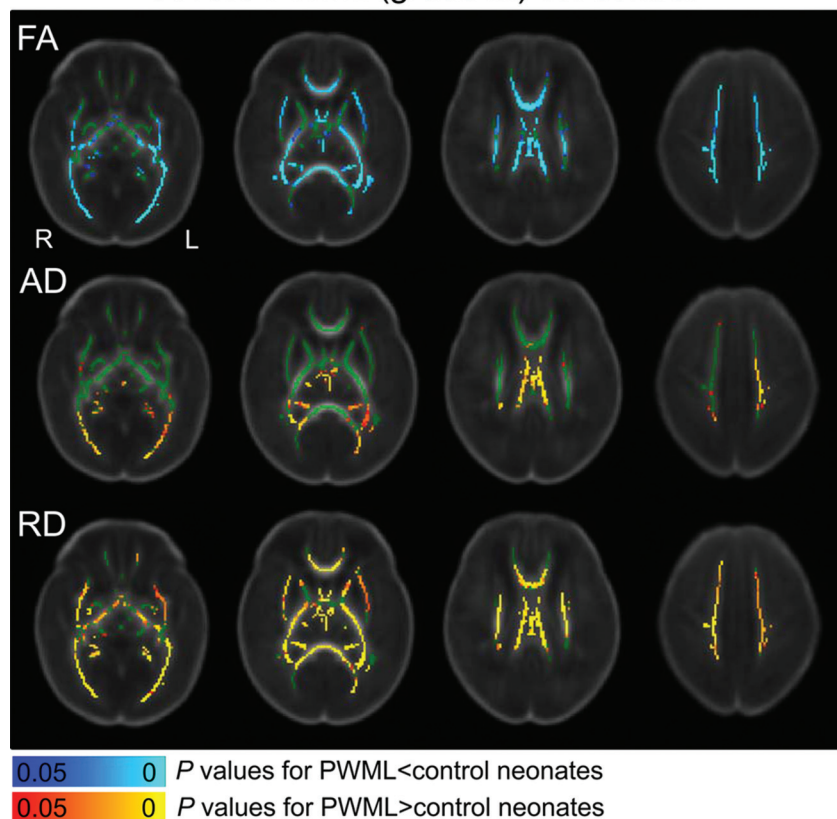 FA
R L
AD
RD
0.05 0 P values for PWML<control neonates
0.05 0 P values for PWML>control neonates